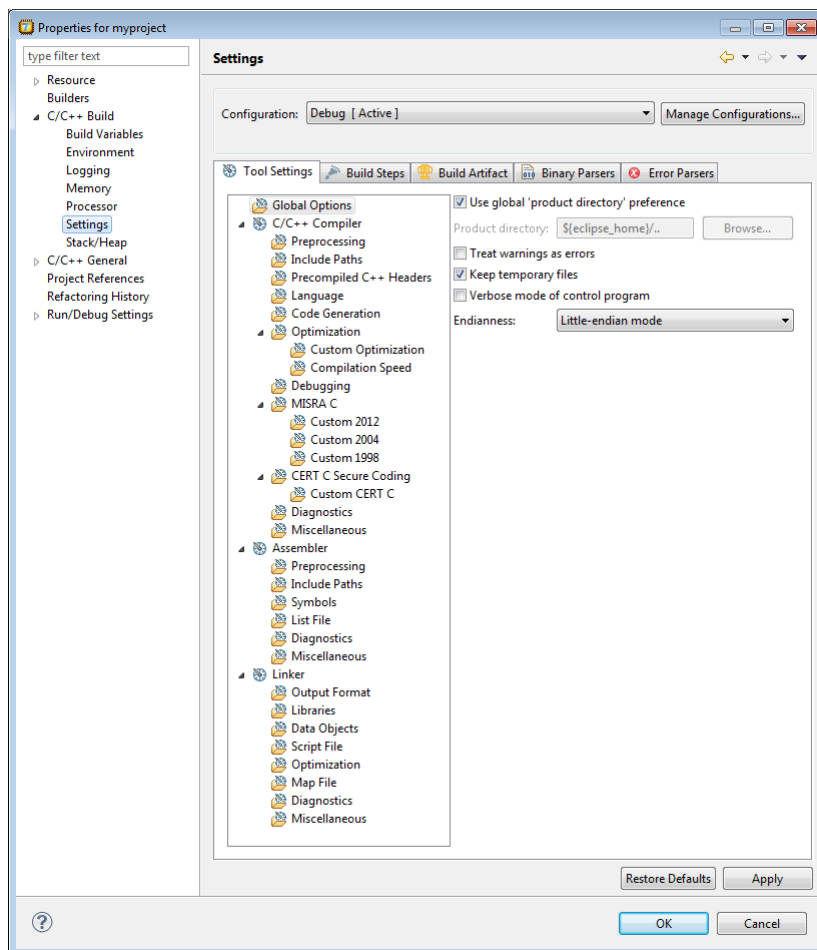 Properties for myproject
type filter text
Resource
Builders
C/C++ Build
Build Variables
Environment
Logging
Memory
Processor
Settings
Stack/Heap
C/C++ General
Project References
Refactoring History
Run/Debug Settings
Settings
Configuration: Debug [ Active ] Manage Configurations...
Tool Settings Build Steps Build Artifact Binary Parsers Error Parsers
Global Options
C/C++ Compiler
Preprocessing
Include Paths
Precompiled C++ Headers
Language
Code Generation
Optimization
Custom Optimization
Compilation Speed
Debugging
MISRA C
Custom 2012
Custom 2004
Custom 1998
CERT C Secure Coding
Custom CERT C
Diagnostics
Miscellaneous
Assembler
Preprocessing
Include Paths
Symbols
List File
Diagnostics
Miscellaneous
Linker
Output Format
Libraries
Data Objects
Script File
Optimization
Map File
Diagnostics
Miscellaneous
Use global 'product directory' preference
Product directory: ${eclipse_home}/.. Browse...
Treat warnings as errors
Keep temporary files
Verbose mode of control program
Endianness: Little-endian mode
Restore Defaults Apply
? OK Cancel